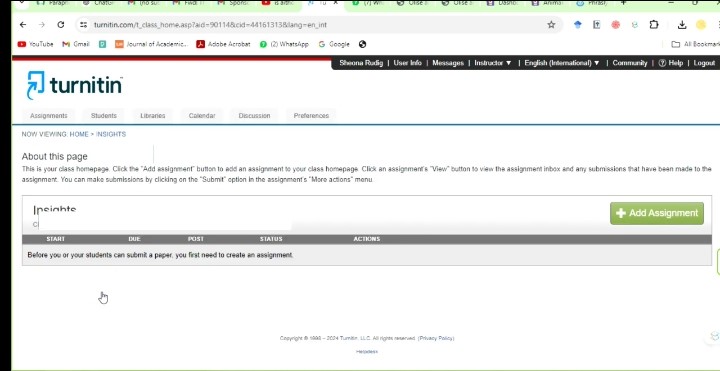 turnitin.com/t_class_home.asp?aid=90114&cid=44161313&lang=en_int
YouTube Gmail Journal of Academic... Adobe Acrobat (2) WhatsApp Google All Bookmar
Sheona Rudig | User Info | Messages | Instructor ▼ | English (International) ▼ | Community | ? Help | Logout
turnitin
Assignments Students Libraries Calendar Discussion Preferences
NOW VIEWING: HOME > INSIGHTS
About this page
This is your class homepage. Click the "Add assignment" button to add an assignment to your class homepage. Click an assignment's "View" button to view the assignment inbox and any submissions that have been made to the
assignment. You can make submissions by clicking on the "Submit" option in the assignment's "More actions" menu.
Insights
+ Add Assignment
START DUE POST STATUS ACTIONS
Before you or your students can submit a paper, you first need to create an assignment.
Copyright © 1998 – 2024 Turnitin, LLC. All rights reserved. (Privacy Policy)
Helpdesk